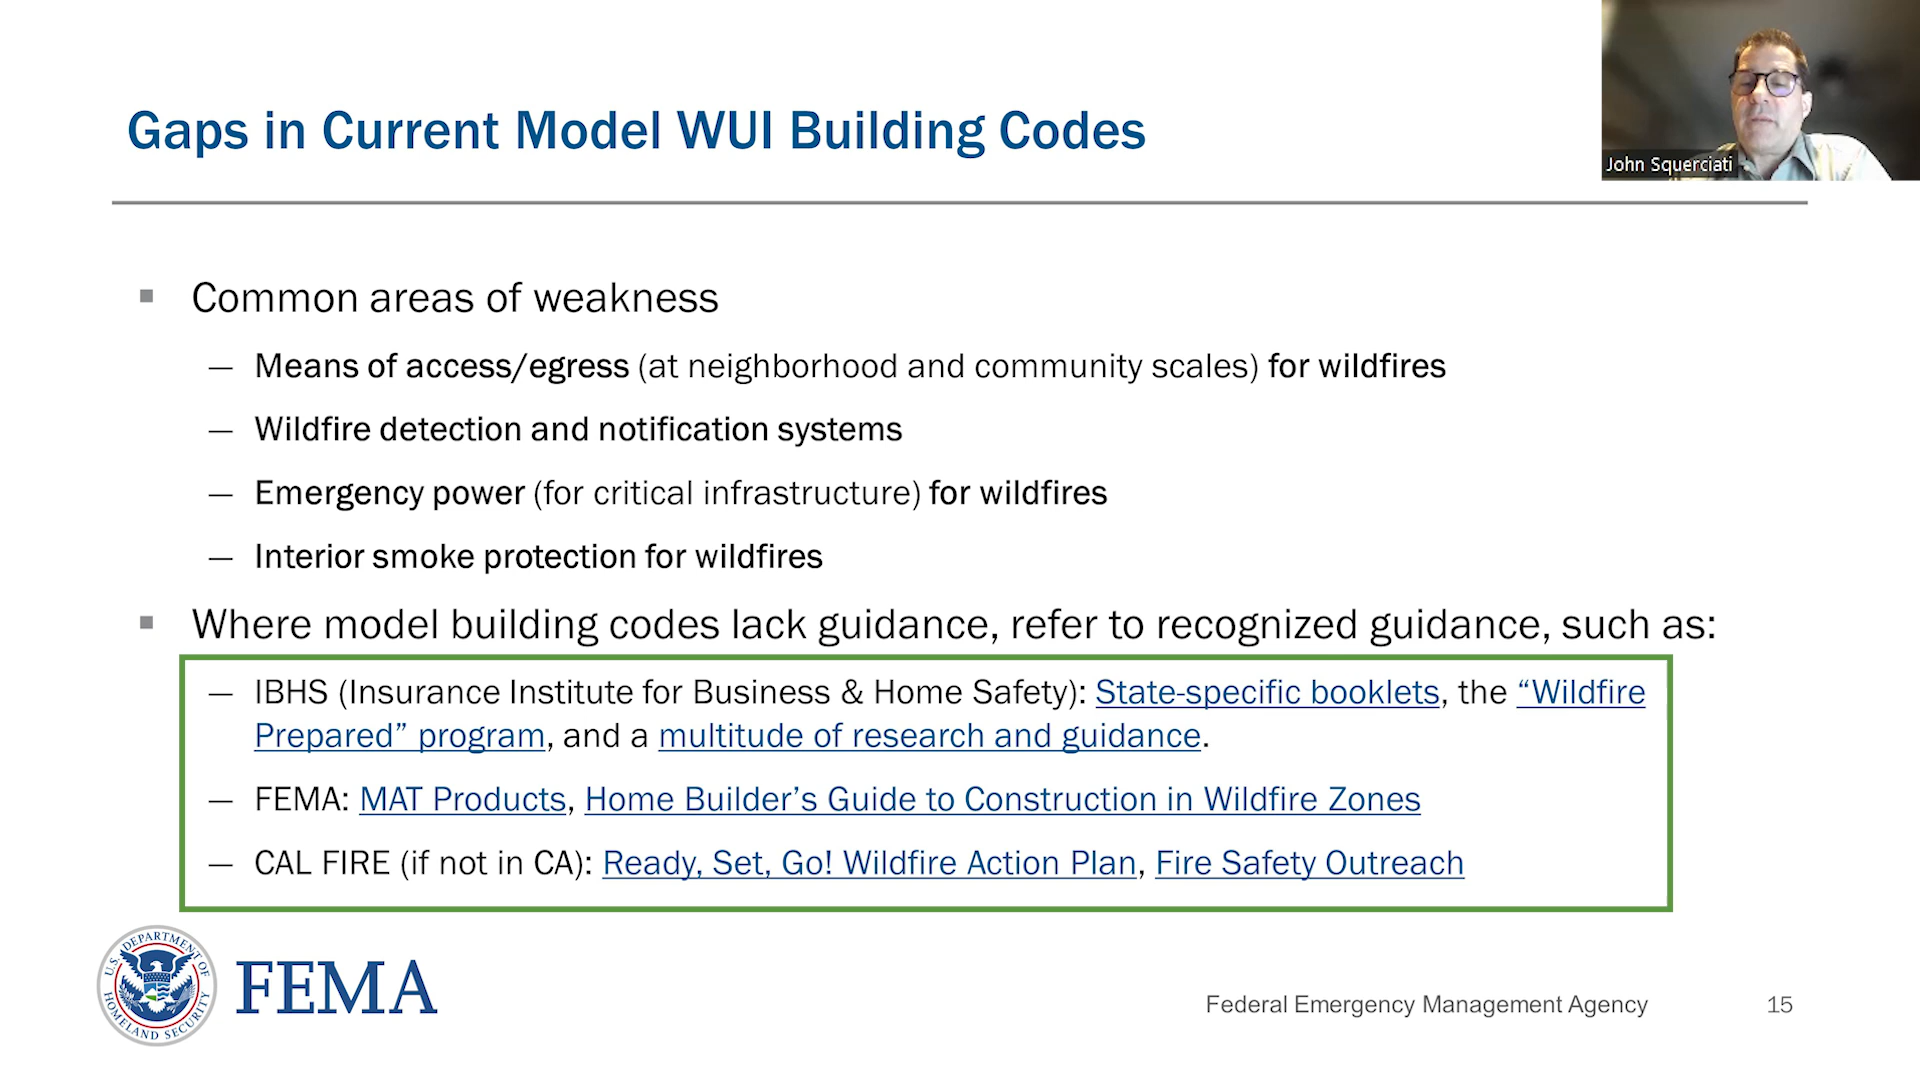 Gaps in Current Model WUI Building Codes
John Squerciati
▪ Common areas of weakness
— Means of access/egress (at neighborhood and community scales) for wildfires
— Wildfire detection and notification systems
— Emergency power (for critical infrastructure) for wildfires
— Interior smoke protection for wildfires
▪ Where model building codes lack guidance, refer to recognized guidance, such as:
— IBHS (Insurance Institute for Business & Home Safety): State-specific booklets, the “Wildfire
Prepared” program, and a multitude of research and guidance.
— FEMA: MAT Products, Home Builder’s Guide to Construction in Wildfire Zones
— CAL FIRE (if not in CA): Ready, Set, Go! Wildfire Action Plan, Fire Safety Outreach
U.S. DEPARTMENT OF HOMELAND SECURITY
FEMA
Federal Emergency Management Agency
15